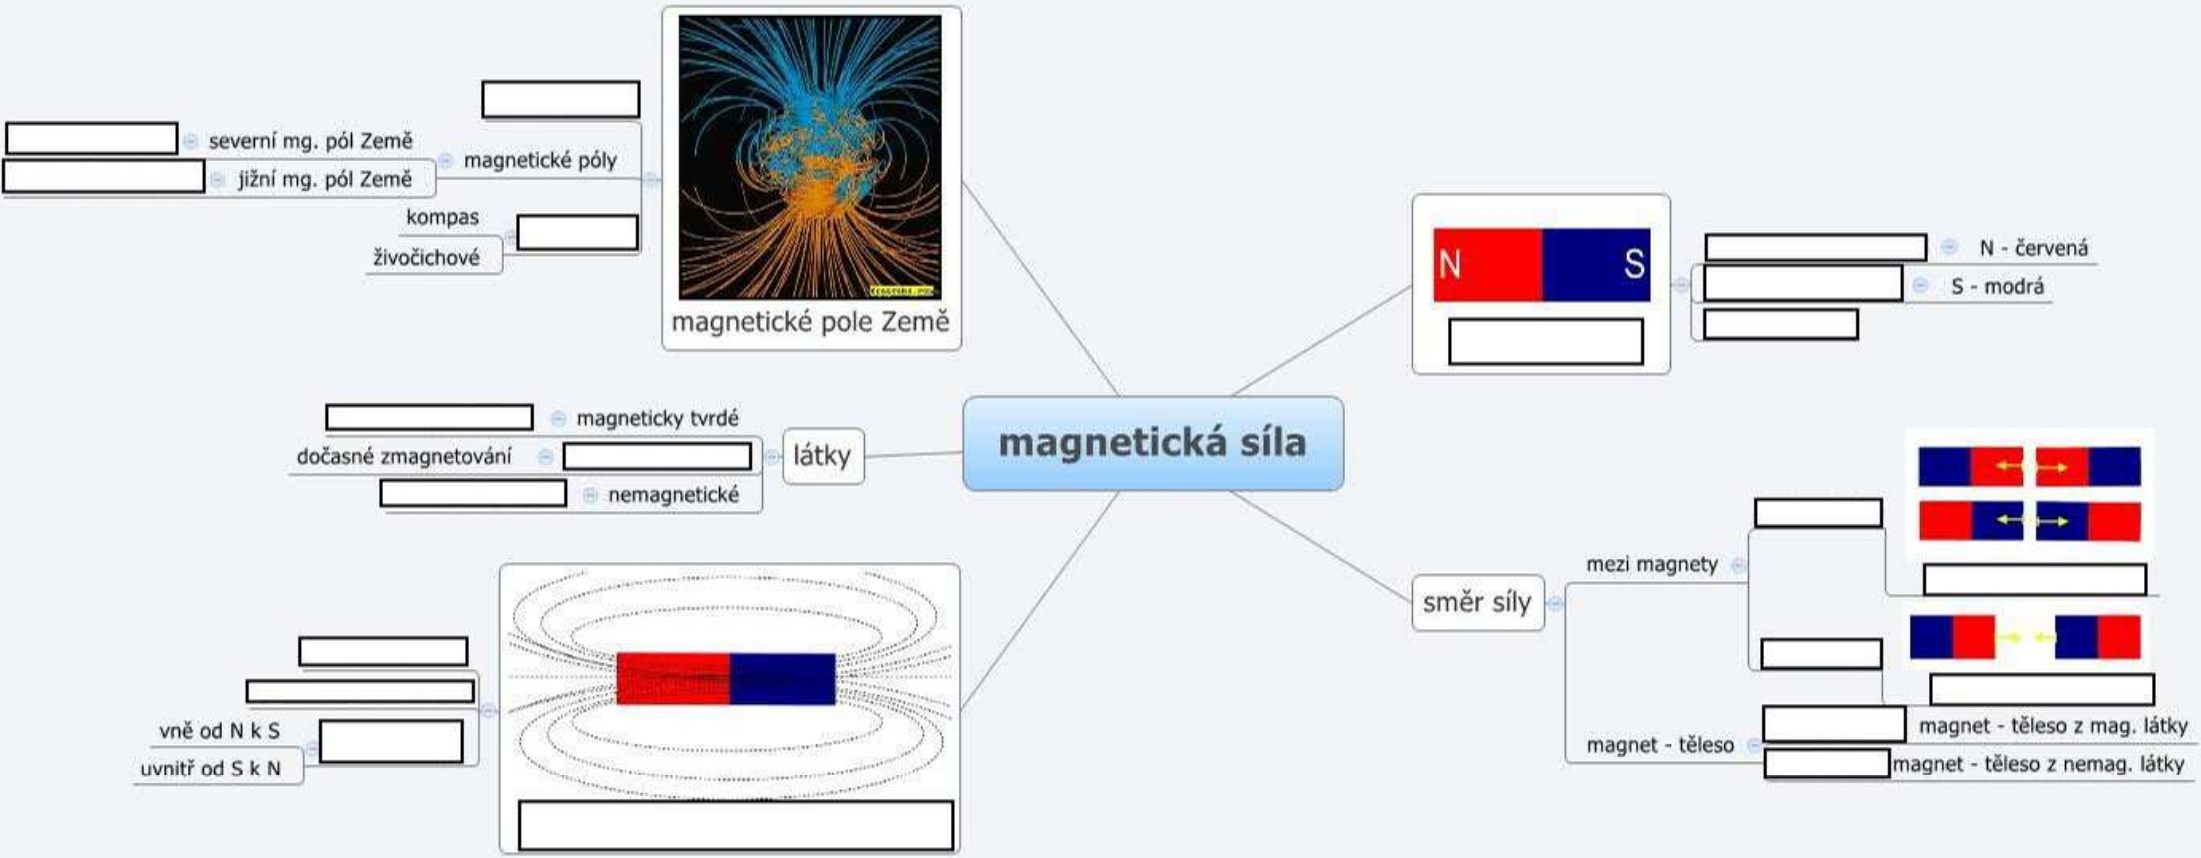 magnetická síla
magnetické pole Země
magnetické póly
severní mg. pól Země
jižní mg. pól Země
kompas
živočichové
látky
magneticky tvrdé
dočasné zmagnetování
nemagnetické
vně od N k S
uvnitř od S k N
N
S
N - červená
S - modrá
směr síly
mezi magnety
magnet - těleso
magnet - těleso z mag. látky
magnet - těleso z nemag. látky